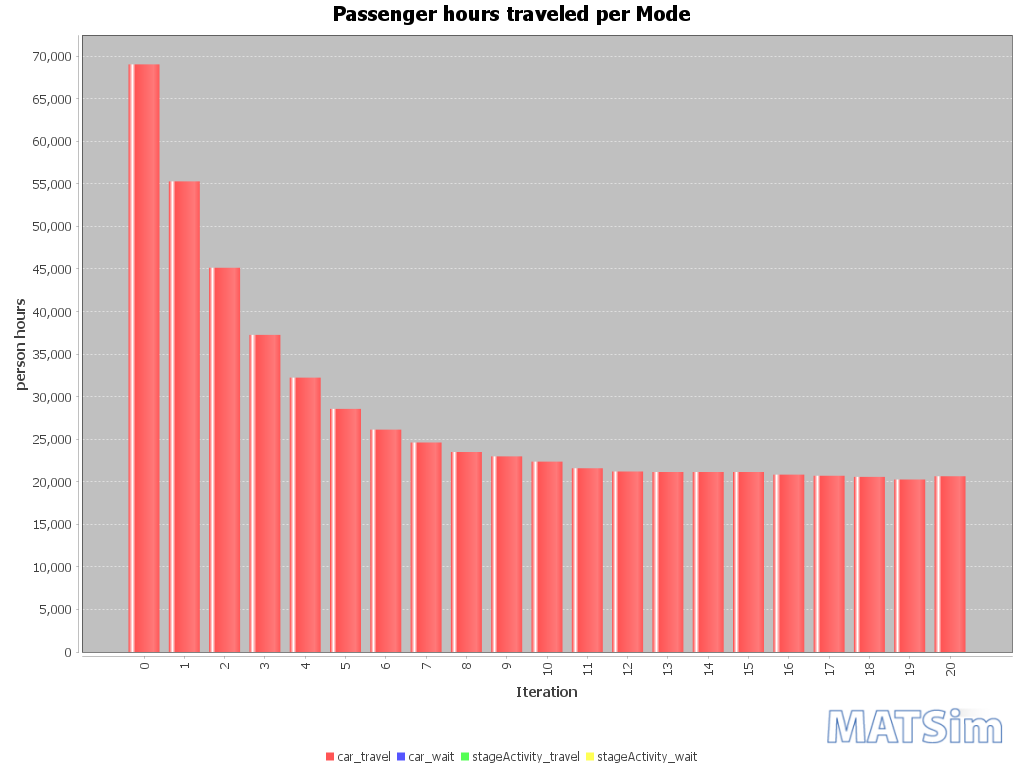 Passenger hours traveled per Mode
70,000
65,000
60,000
55,000
50,000
45,000
40,000
35,000
30,000
25,000
20,000
15,000
10,000
5,000
0
person hours
0 1 2 3 4 5 6 7 8 9 10 11 12 13 14 15 16 17 18 19 20
Iteration
MATSim
car_travel car_wait stageActivity_travel stageActivity_wait